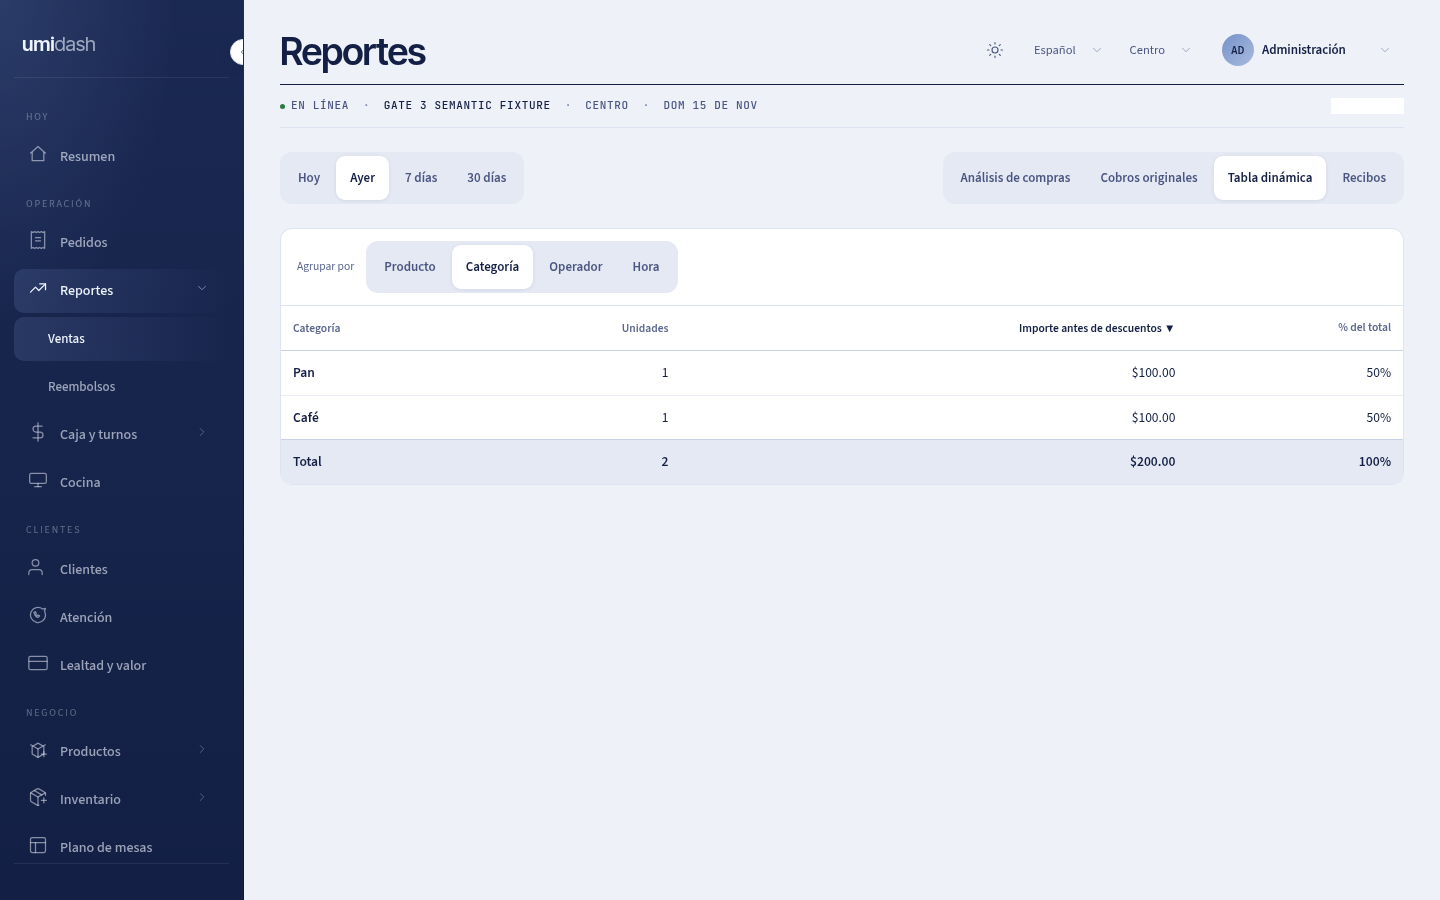 umidash
HOY
Resumen
OPERACIÓN
Pedidos
Reportes
Ventas
Reembolsos
Caja y turnos
Cocina
CLIENTES
Clientes
Atención
Lealtad y valor
NEGOCIO
Productos
Inventario
Plano de mesas
Reportes
Español
Centro
AD Administración
EN LÍNEA · GATE 3 SEMANTIC FIXTURE · CENTRO · DOM 15 DE NOV
Hoy Ayer 7 días 30 días
Análisis de compras Cobros originales Tabla dinámica Recibos
Agrupar por Producto Categoría Operador Hora
Categoría Unidades Importe antes de descuentos ▼ % del total
Pan 1 $100.00 50%
Café 1 $100.00 50%
Total 2 $200.00 100%